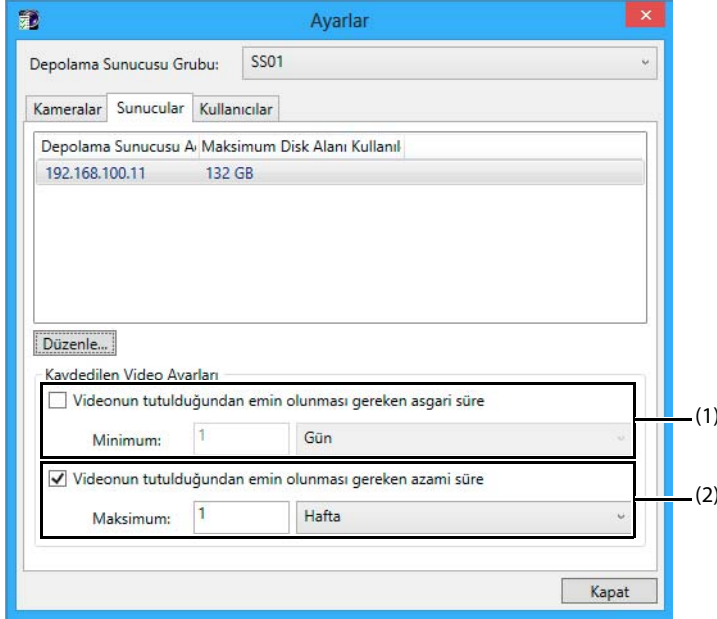 Ayarlar
Depolama Sunucusu Grubu: SS01
Kameralar Sunucular Kullanıcılar
Depolama Sunucusu A Maksimum Disk Alanı Kullanıl
192.168.100.11 132 GB
Düzenle...
Kaydedilen Video Ayarları
Videonun tutulduğundan emin olunması gereken asgari süre
(1)
Minimum: 1 Gün
Videonun tutulduğundan emin olunması gereken azami süre
(2)
Maksimum: 1 Hafta
Kapat